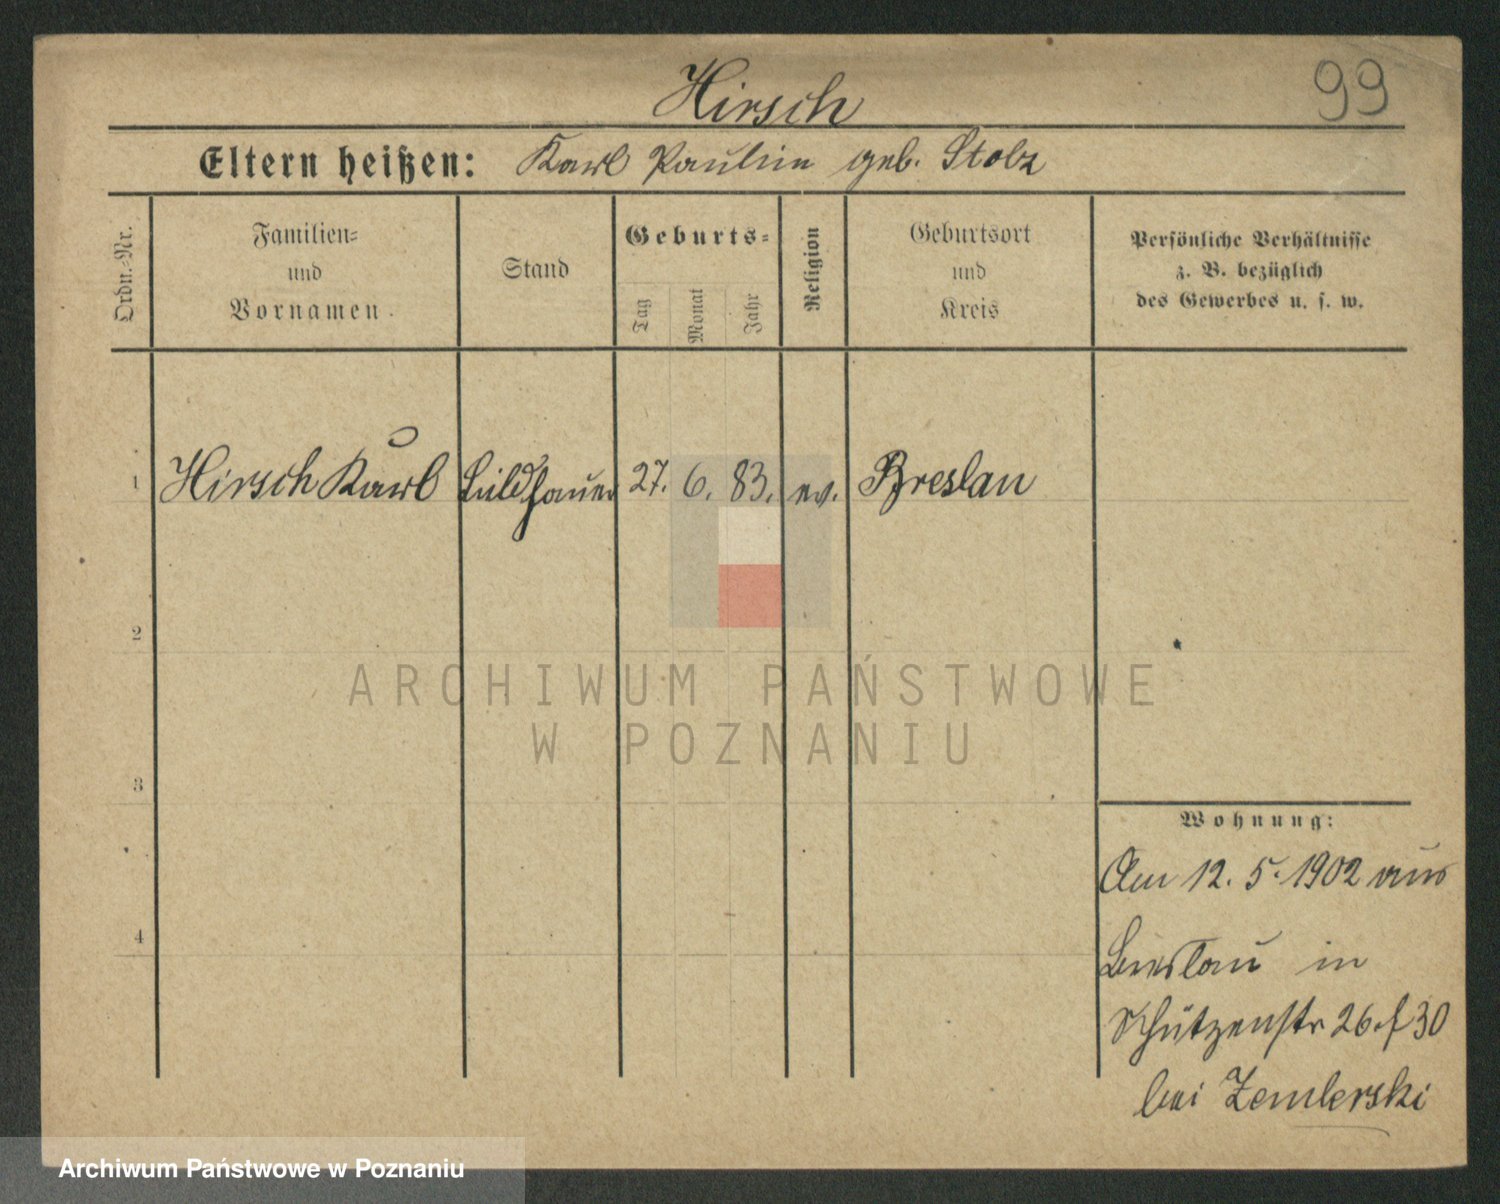 Hirsch
99
Eltern heißen: Karl Paulin geb. Stolz
Ordn.-Nr.
Familien-
und
Vornamen.
Stand
Geburts-
Tag
Monat
Jahr
Religion
Geburtsort
und
Kreis
Persönliche Verhältnisse
z. B. bezüglich
des Gewerbes u. s. w.
1 Hirsch Karl Bildhauer 27. 6. 83. ev. Breslau
2
3
4
Wohnung:
Am 12. 5. 1902 aus
Breslau in
Schützenstr 26. f 30
bei Zemlerski
ARCHIWUM PAŃSTWOWE
W POZNANIU
Archiwum Państwowe w Poznaniu